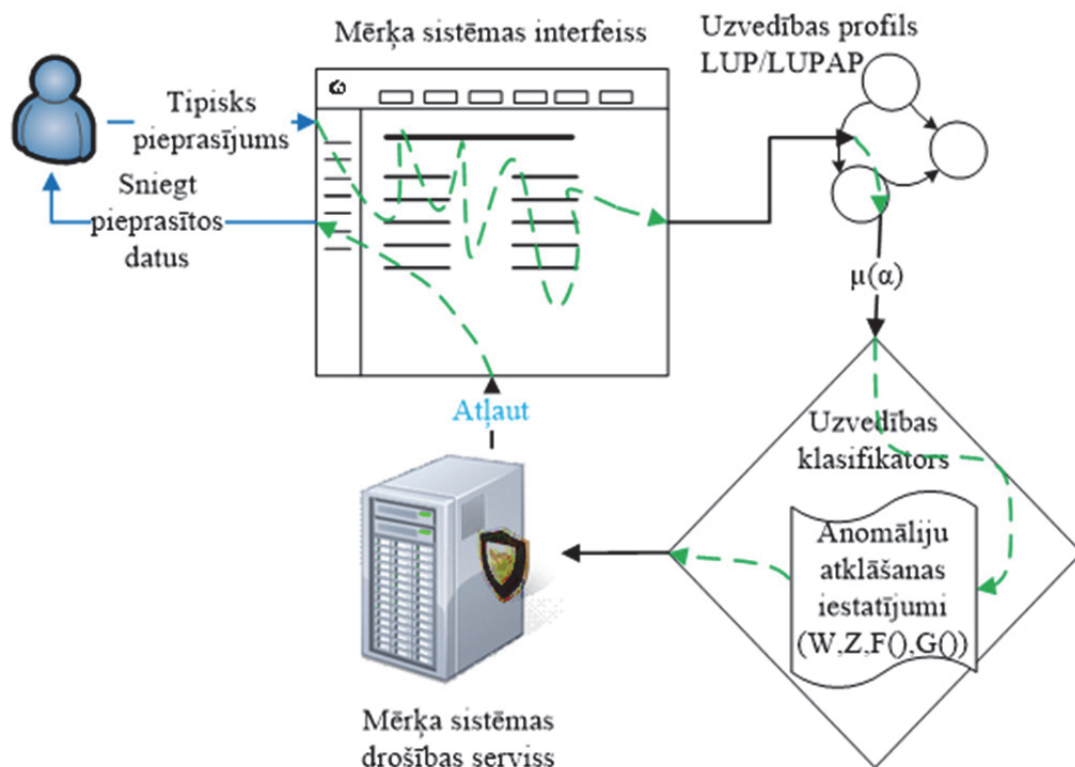 Mērķa sistēmas interfeiss
Uzvedības profils
LUP/LUPAP
Tipisks
pieprasījums
Sniegt
pieprasītos
datus
μ(α)
Atļaut
Uzvedības
klasifikators
Anomāliju
atklāšanas
iestatījumi
(W,Z,F(),G())
Mērķa sistēmas
drošības serviss